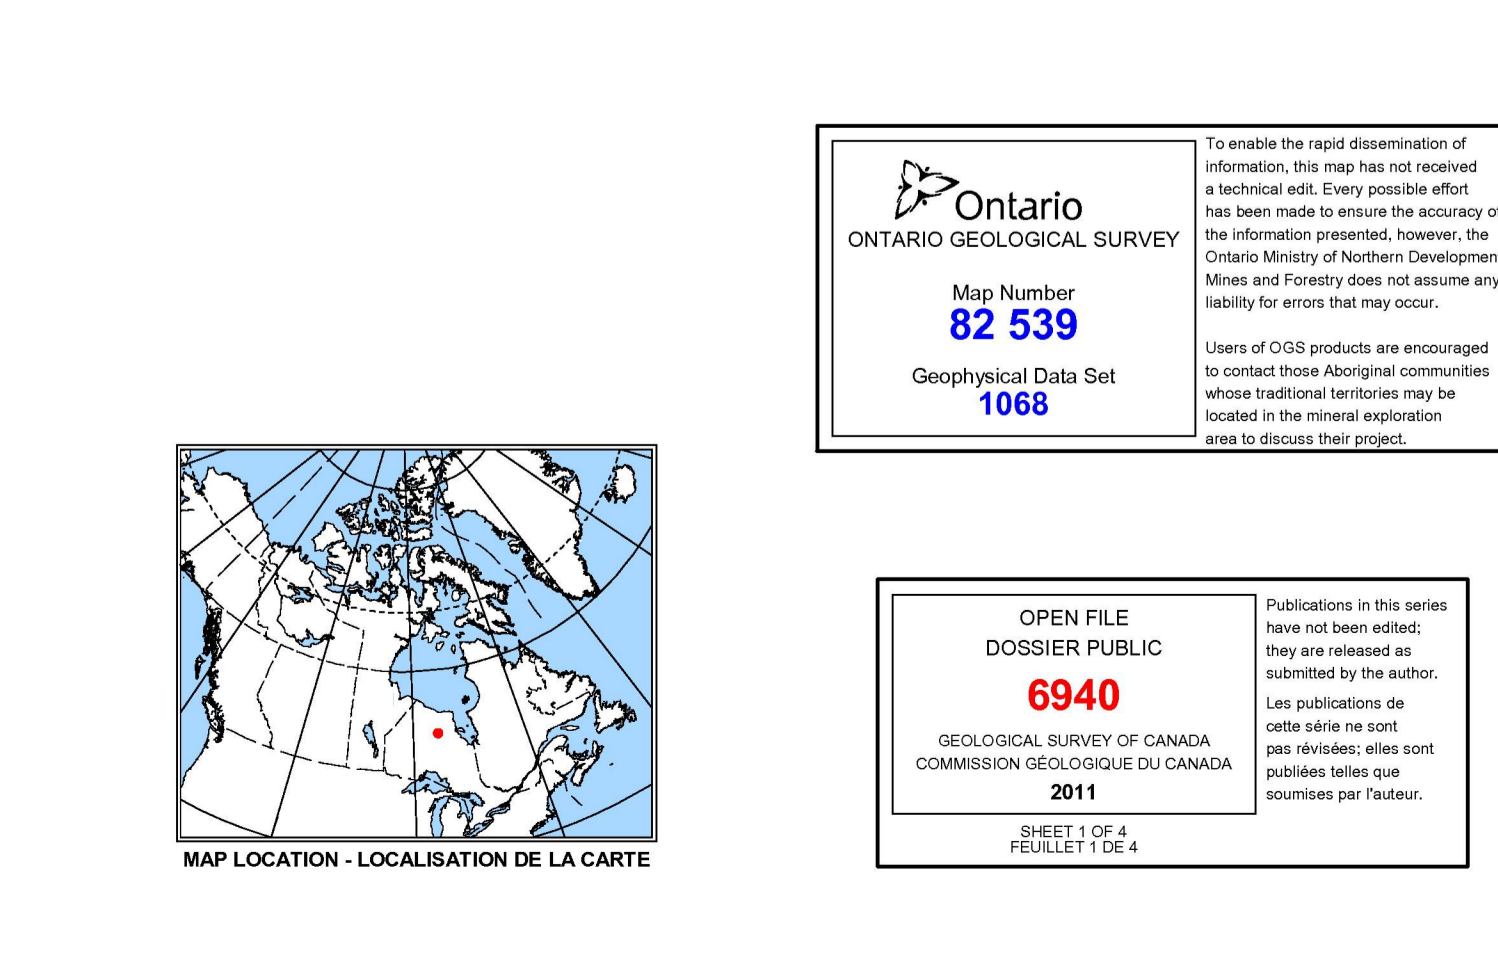 Ontario
ONTARIO GEOLOGICAL SURVEY
Map Number
82 539
Geophysical Data Set
1068
To enable the rapid dissemination of
information, this map has not received
a technical edit. Every possible effort
has been made to ensure the accuracy of
the information presented, however, the
Ontario Ministry of Northern Developmen
Mines and Forestry does not assume any
liability for errors that may occur.
Users of OGS products are encouraged
to contact those Aboriginal communities
whose traditional territories may be
located in the mineral exploration
area to discuss their project.
MAP LOCATION - LOCALISATION DE LA CARTE
OPEN FILE
DOSSIER PUBLIC
6940
GEOLOGICAL SURVEY OF CANADA
COMMISSION GÉOLOGIQUE DU CANADA
2011
SHEET 1 OF 4
FEUILLET 1 DE 4
Publications in this series
have not been edited;
they are released as
submitted by the author.
Les publications de
cette série ne sont
pas révisées; elles sont
publiées telles que
soumises par l'auteur.